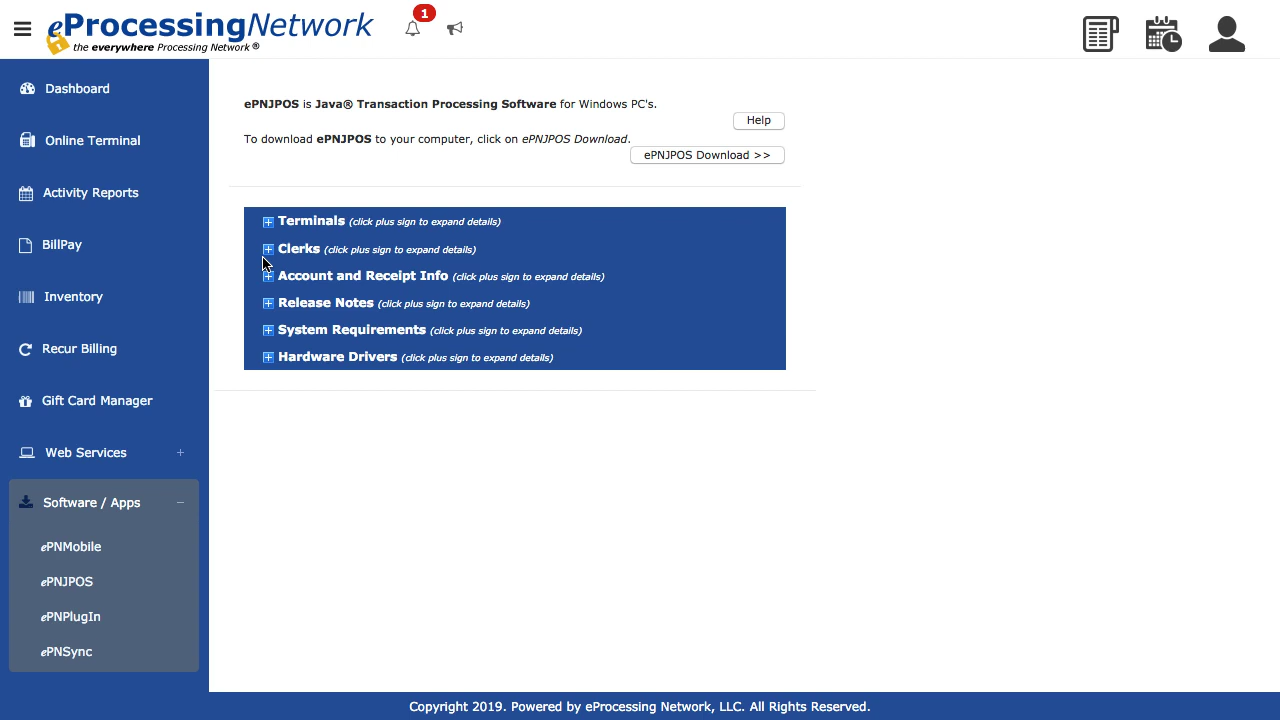 eProcessingNetwork
the everywhere Processing Network®
1
Dashboard
Online Terminal
Activity Reports
BillPay
Inventory
Recur Billing
Gift Card Manager
Web Services +
Software / Apps −
ePNMobile
ePNJPOS
ePNPlugIn
ePNSync
ePNJPOS is Java® Transaction Processing Software for Windows PC's.
Help
To download ePNJPOS to your computer, click on ePNJPOS Download.
ePNJPOS Download >>
Terminals (click plus sign to expand details)
Clerks (click plus sign to expand details)
Account and Receipt Info (click plus sign to expand details)
Release Notes (click plus sign to expand details)
System Requirements (click plus sign to expand details)
Hardware Drivers (click plus sign to expand details)
Copyright 2019. Powered by eProcessing Network, LLC. All Rights Reserved.